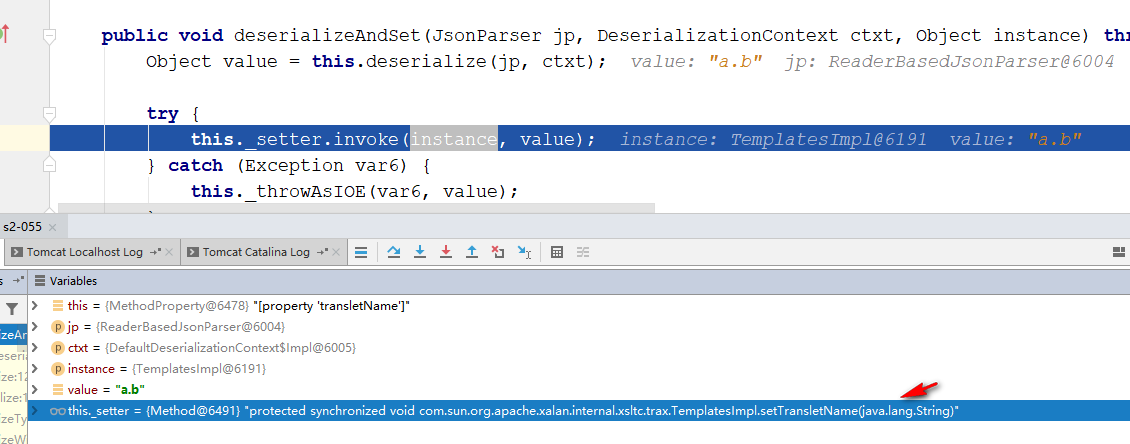 public void deserializeAndSet(JsonParser jp, DeserializationContext ctxt, Object instance) thr
Object value = this.deserialize(jp, ctxt); value: "a.b" jp: ReaderBasedJsonParser@6004
try {
this._setter.invoke(instance, value); instance: TemplatesImpl@6191 value: "a.b"
} catch (Exception var6) {
this._throwAsIOE(var6, value);
s2-055
Tomcat Localhost Log
Tomcat Catalina Log
s
Variables
this = {MethodProperty@6478} "[property 'transletName']"
jp = {ReaderBasedJsonParser@6004}
izeAr
ctxt = {DefaultDeserializationContext$Impl@6005}
deserial
instance = {TemplatesImpl@6191}
ize:12
value = "a.b"
alize:1
this._setter = {Method@6491} "protected synchronized void com.sun.org.apache.xalan.internal.xsltc.trax.TemplatesImpl.setTransletName(java.lang.String)"
izeTy
izeWi